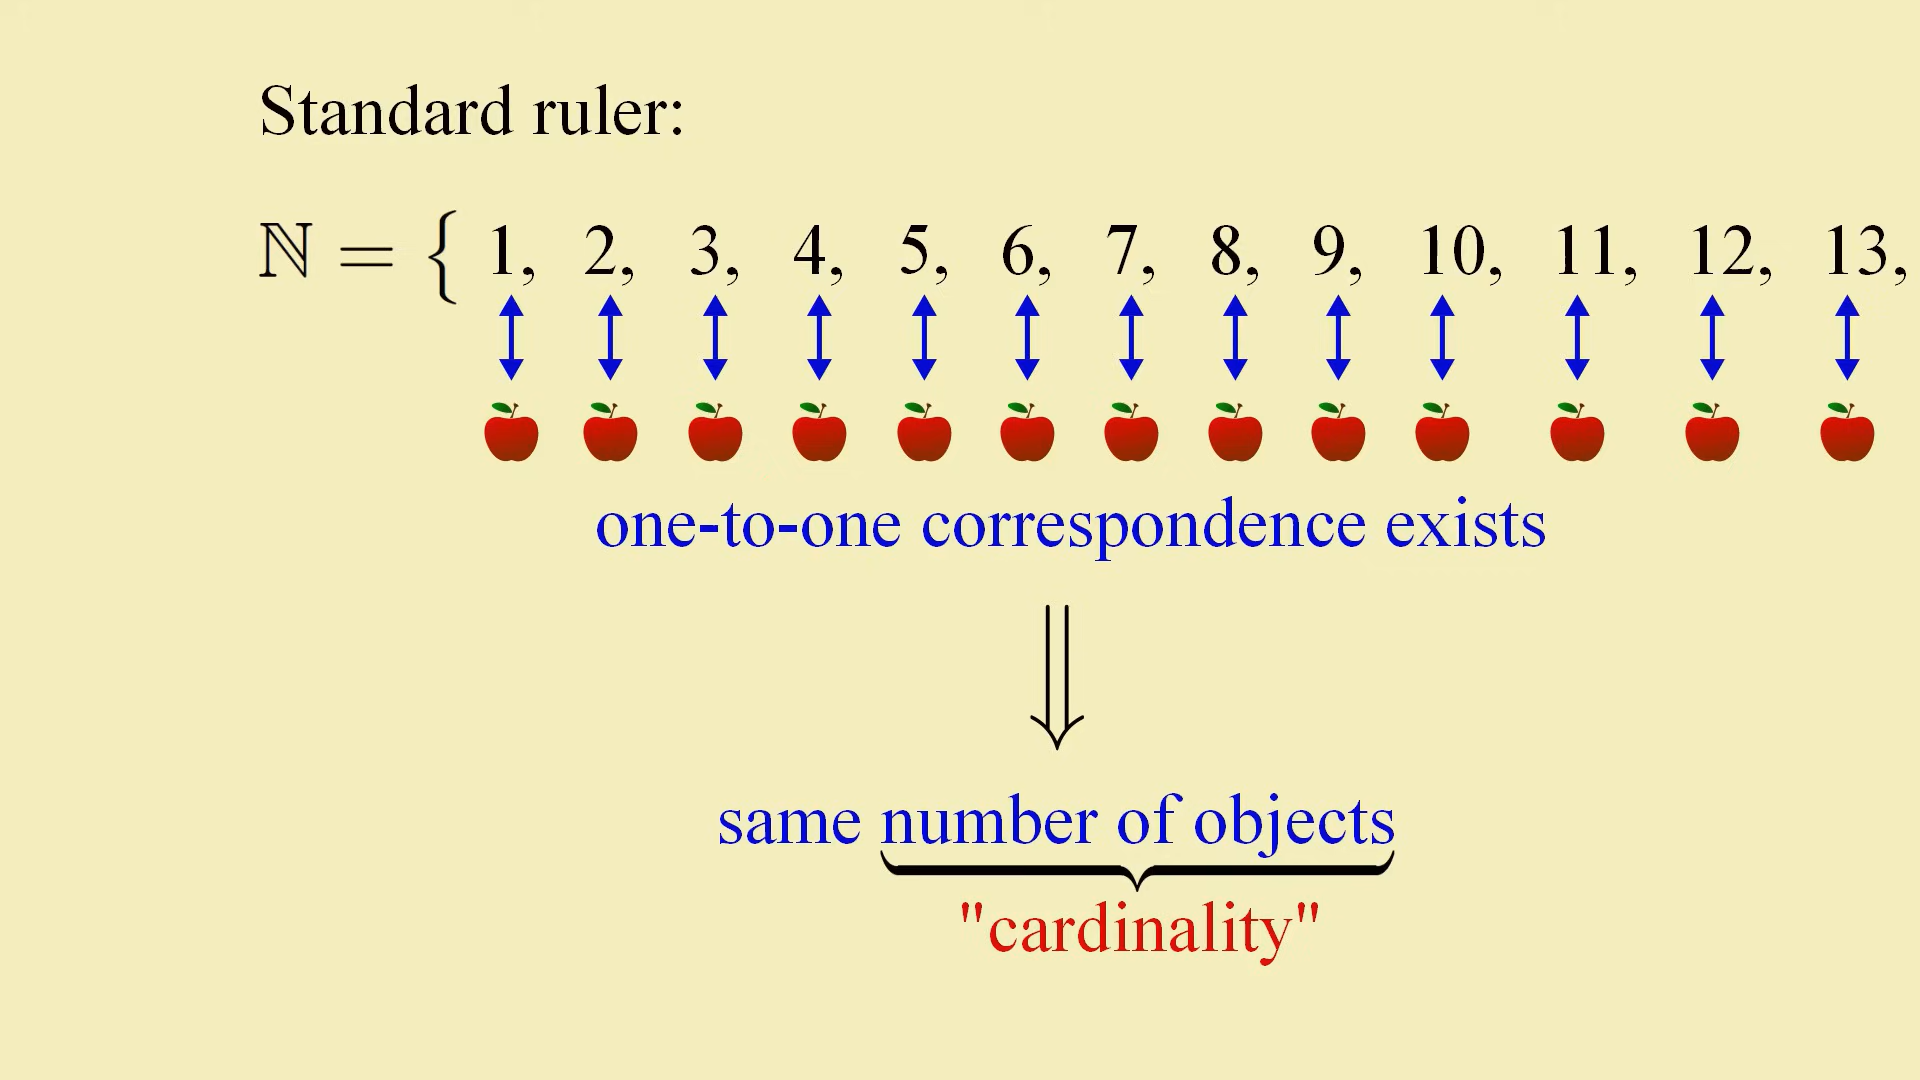 Standard ruler:
ℕ = { 1, 2, 3, 4, 5, 6, 7, 8, 9, 10, 11, 12, 13,
one-to-one correspondence exists
same number of objects
"cardinality"